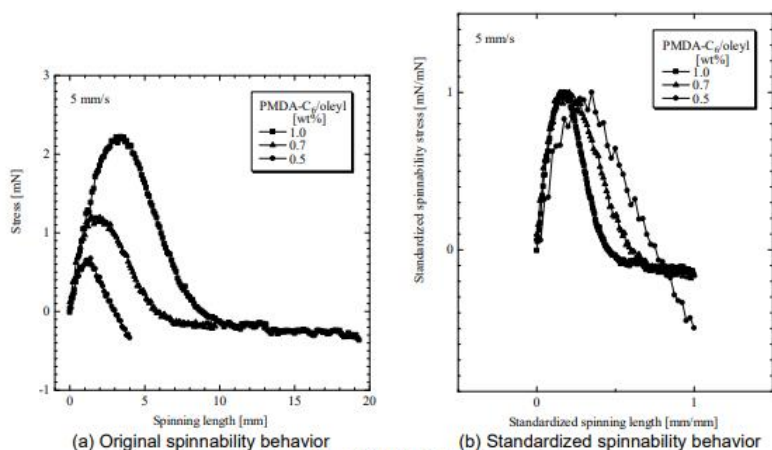 5 mm/s
PMDA-C6/oleyl
[wt%]
1.0
0.7
0.5
3
2
1
0
-1
Stress [mN]
0
5
10
15
20
Spinning length [mm]
(a) Original spinnability behavior
5 mm/s
PMDA-C6/oleyl
[wt%]
1.0
0.7
0.5
1
0
Standardized spinnability stress [mN/mN]
0
1
Standardized spinning length [mm/mm]
(b) Standardized spinnability behavior